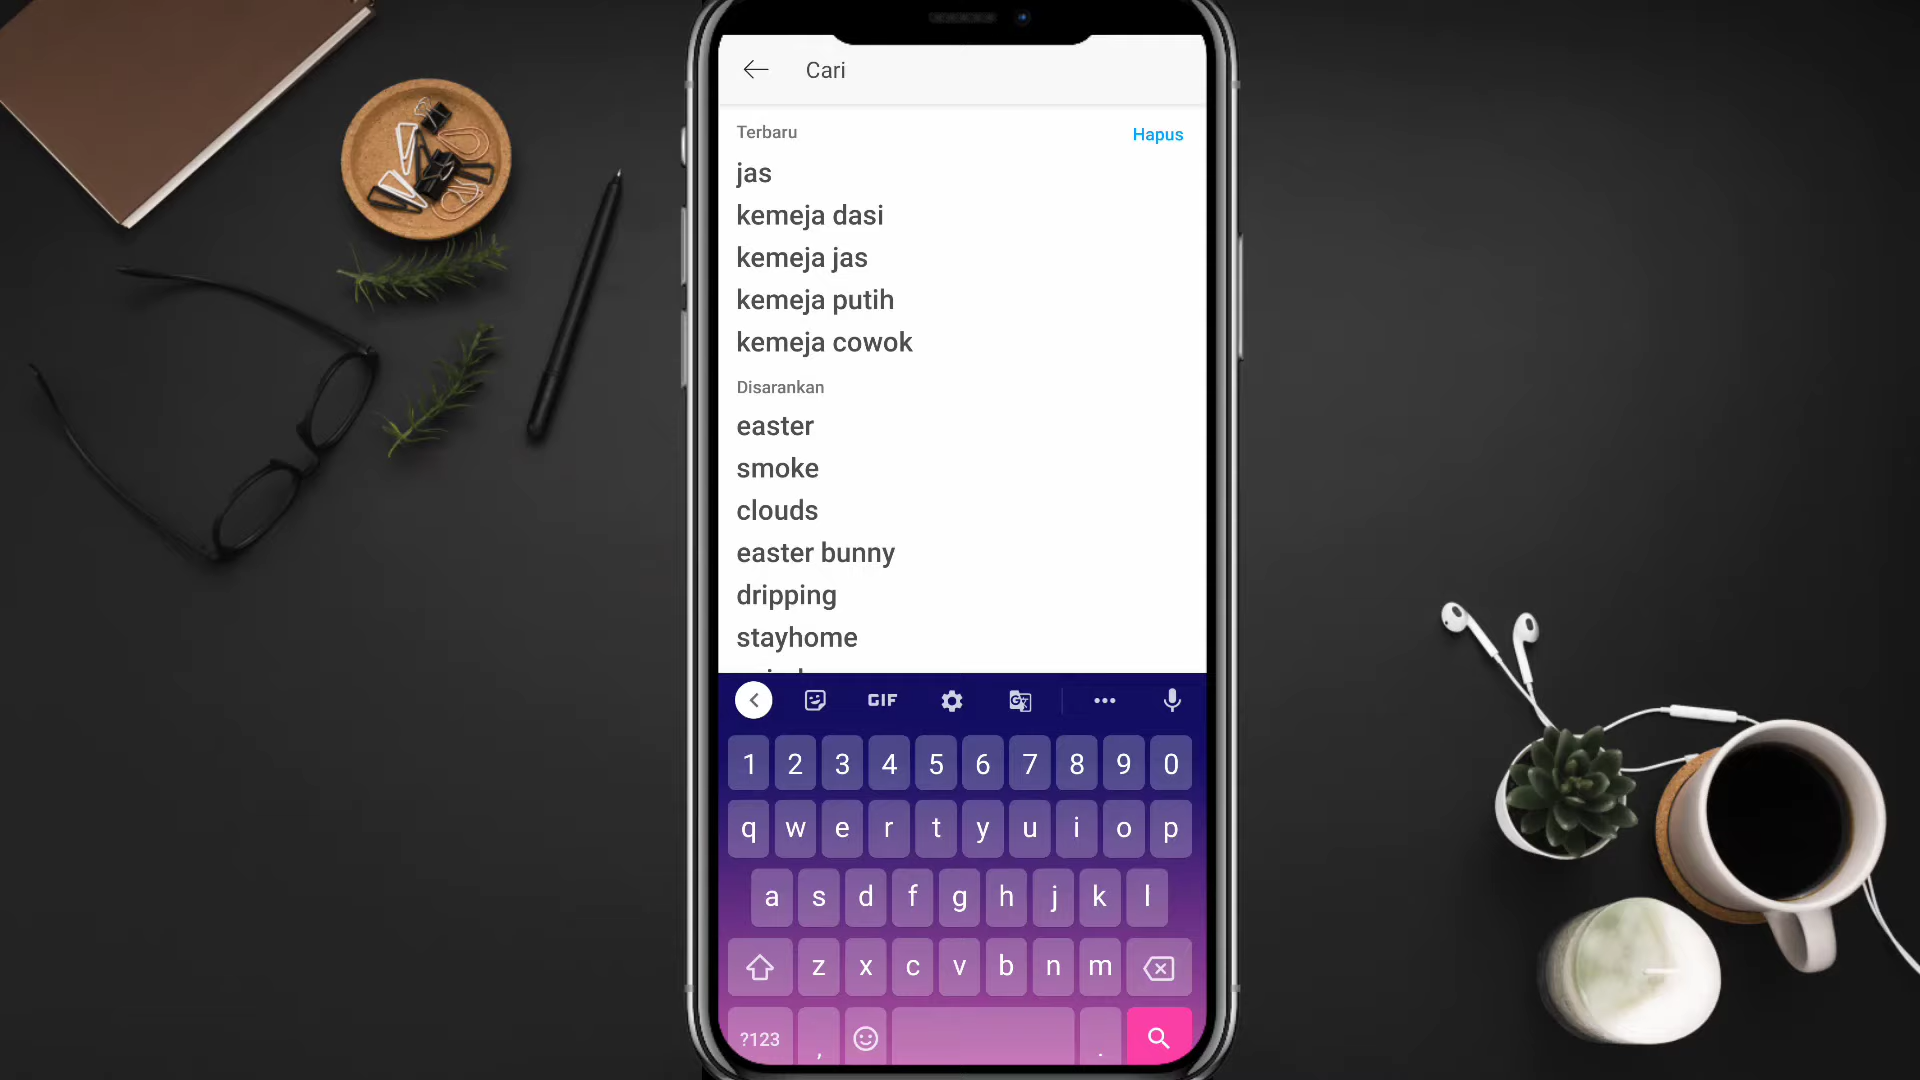 Cari
Terbaru
Hapus
jas
kemeja dasi
kemeja jas
kemeja putih
kemeja cowok
Disarankan
easter
smoke
clouds
easter bunny
dripping
stayhome
GIF
1 2 3 4 5 6 7 8 9 0
q w e r t y u i o p
a s d f g h j k l
z x c v b n m
?123 , .